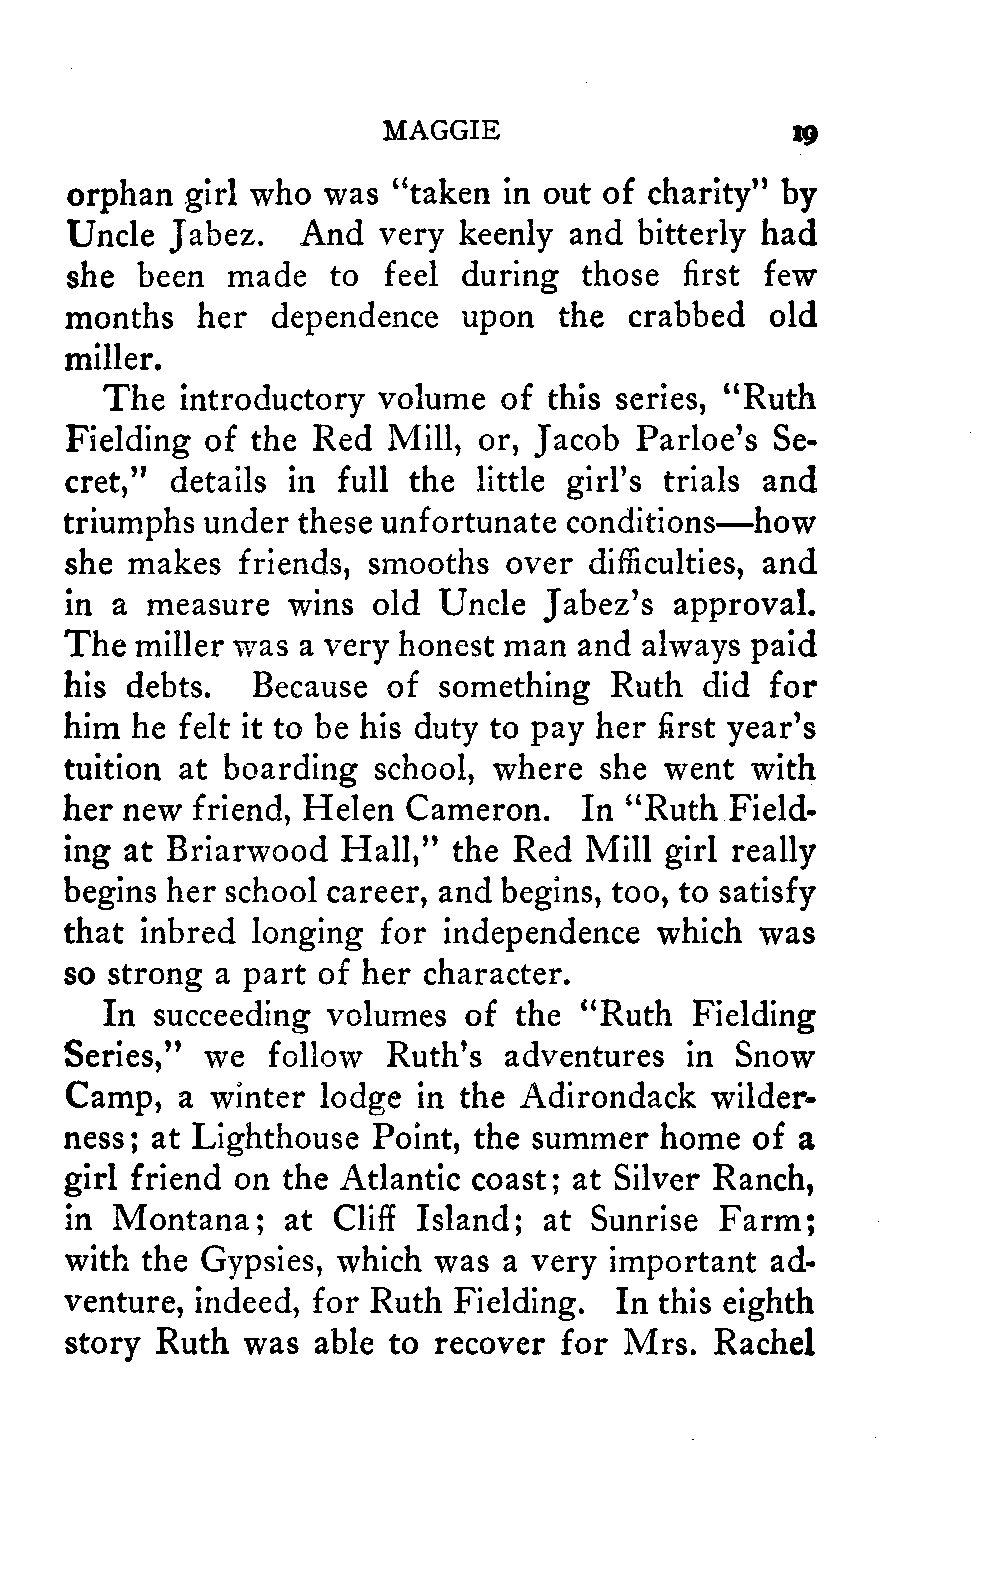 MAGGIE 19
orphan girl who was "taken in out of charity" by
Uncle Jabez. And very keenly and bitterly had
she been made to feel during those first few
months her dependence upon the crabbed old
miller.
The introductory volume of this series, "Ruth
Fielding of the Red Mill, or, Jacob Parloe's Se-
cret," details in full the little girl's trials and
triumphs under these unfortunate conditions—how
she makes friends, smooths over difficulties, and
in a measure wins old Uncle Jabez's approval.
The miller was a very honest man and always paid
his debts. Because of something Ruth did for
him he felt it to be his duty to pay her first year's
tuition at boarding school, where she went with
her new friend, Helen Cameron. In "Ruth Field-
ing at Briarwood Hall," the Red Mill girl really
begins her school career, and begins, too, to satisfy
that inbred longing for independence which was
so strong a part of her character.
In succeeding volumes of the "Ruth Fielding
Series," we follow Ruth's adventures in Snow
Camp, a winter lodge in the Adirondack wilder-
ness; at Lighthouse Point, the summer home of a
girl friend on the Atlantic coast; at Silver Ranch,
in Montana; at Cliff Island; at Sunrise Farm;
with the Gypsies, which was a very important ad-
venture, indeed, for Ruth Fielding. In this eighth
story Ruth was able to recover for Mrs. Rachel